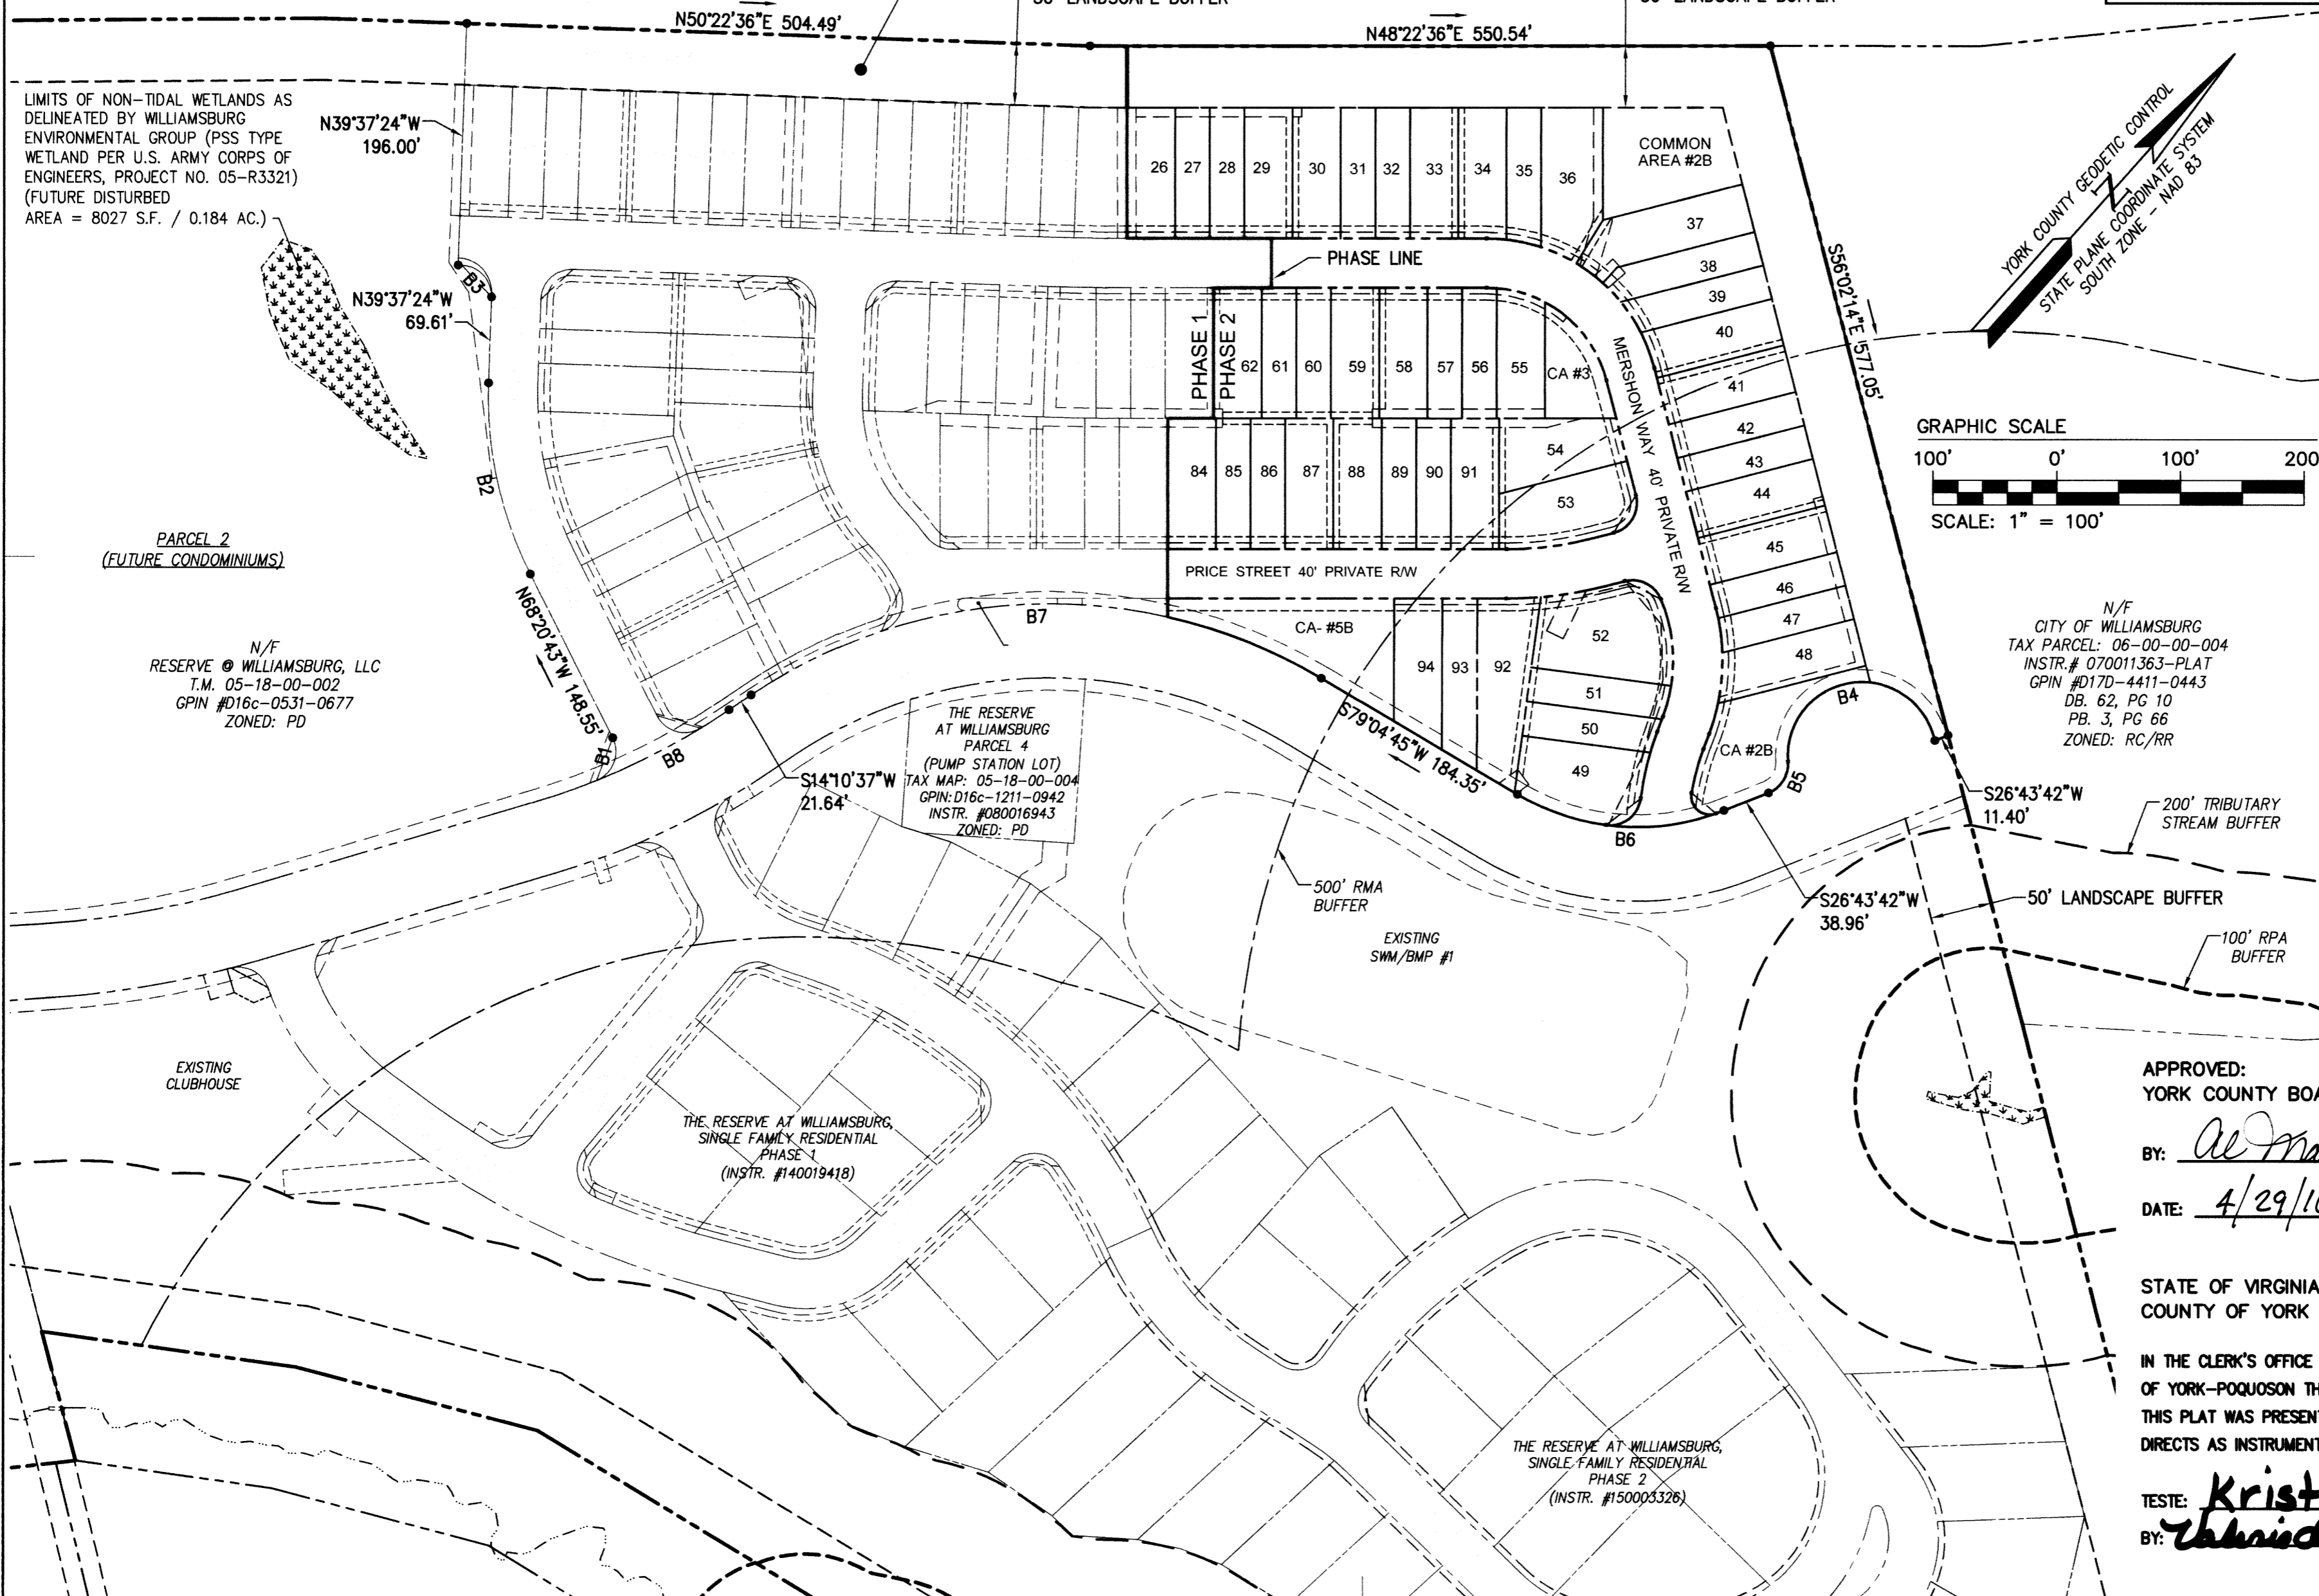 N50°22'36"E 504.49'
N48°22'36"E 550.54'
LIMITS OF NON-TIDAL WETLANDS AS
DELINEATED BY WILLIAMSBURG
ENVIRONMENTAL GROUP (PSS TYPE
WETLAND PER U.S. ARMY CORPS OF
ENGINEERS, PROJECT NO. 05-R3321)
(FUTURE DISTURBED
AREA = 8027 S.F. / 0.184 AC.)
N39°37'24"W
196.00'
B3
N39°37'24"W
69.61'
B2
26 27 28 29 30 31 32 33 34 35 36
COMMON
AREA #2B
37
38
39
40
41
42
43
44
45
46
47
48
PHASE LINE
PHASE 1
PHASE 2
62 61 60 59 58 57 56 55 CA #3
54
53
84 85 86 87 88 89 90 91
MERSHON WAY 40' PRIVATE R/W
PRICE STREET 40' PRIVATE R/W
S56°02'14"E 577.05'
YORK COUNTY GEODETIC CONTROL
STATE PLANE COORDINATE SYSTEM
SOUTH ZONE - NAD 83
N
GRAPHIC SCALE
100' 0' 100' 200
SCALE: 1" = 100'
PARCEL 2
(FUTURE CONDOMINIUMS)
N/F
RESERVE @ WILLIAMSBURG, LLC
T.M. 05-18-00-002
GPIN #D16c-0531-0677
ZONED: PD
N68°20'43"W 148.55'
B1
B8
B7
CA- #5B
94 93 92
52
51
50
49
CA #2B
B4
B5
B6
S79°04'45"W 184.35'
S14°10'37"W
21.64'
THE RESERVE
AT WILLIAMSBURG
PARCEL 4
(PUMP STATION LOT)
TAX MAP: 05-18-00-004
GPIN: D16c-1211-0942
INSTR. #080016943
ZONED: PD
N/F
CITY OF WILLIAMSBURG
TAX PARCEL: 06-00-00-004
INSTR.# 070011363-PLAT
GPIN #D17D-4411-0443
DB. 62, PG 10
PB. 3, PG 66
ZONED: RC/RR
S26°43'42"W
11.40'
200' TRIBUTARY
STREAM BUFFER
S26°43'42"W
38.96'
50' LANDSCAPE BUFFER
100' RPA
BUFFER
500' RMA
BUFFER
EXISTING
SWM/BMP #1
EXISTING
CLUBHOUSE
THE RESERVE AT WILLIAMSBURG,
SINGLE FAMILY RESIDENTIAL
PHASE 1
(INSTR. #140019418)
THE RESERVE AT WILLIAMSBURG,
SINGLE FAMILY RESIDENTIAL
PHASE 2
(INSTR. #150003326)
APPROVED:
YORK COUNTY BOA
BY:
DATE: 4/29/1
STATE OF VIRGINIA
COUNTY OF YORK
IN THE CLERK'S OFFICE
OF YORK-POQUOSON TH
THIS PLAT WAS PRESEN
DIRECTS AS INSTRUMENT
TESTE: Krist
BY: